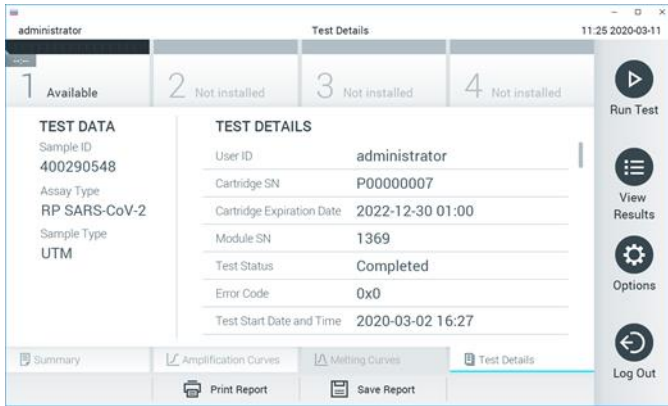 administrator Test Details 11:25 2020-03-11
1 Available 2 Not installed 3 Not installed 4 Not installed
TEST DATA
Sample ID
400290548
Assay Type
RP SARS-CoV-2
Sample Type
UTM
TEST DETAILS
User ID administrator
Cartridge SN P00000007
Cartridge Expiration Date 2022-12-30 01:00
Module SN 1369
Test Status Completed
Error Code 0x0
Test Start Date and Time 2020-03-02 16:27
Summary Amplification Curves Melting Curves Test Details
Print Report Save Report
Run Test
View
Results
Options
Log Out